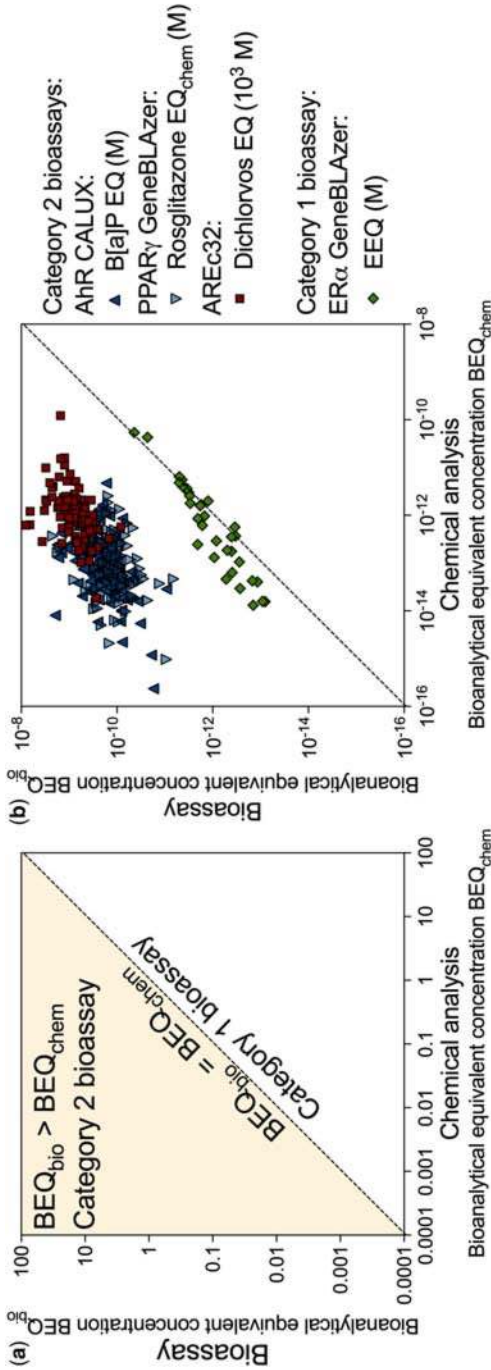 (a)
BEQbio > BEQchem
Category 2 bioassay
BEQbio = BEQchem
Category 1 bioassay
100
10
1
0.1
0.01
0.001
0.0001
Bioassay
Bioanalytical equivalent concentration BEQbio
0.0001
0.001
0.01
0.1
1
10
100
Chemical analysis
Bioanalytical equivalent concentration BEQchem
(b)
10-8
10-10
10-12
10-14
10-16
Bioassay
Bioanalytical equivalent concentration BEQbio
10-16
10-14
10-12
10-10
10-8
Chemical analysis
Bioanalytical equivalent concentration BEQchem
Category 2 bioassays:
AhR CALUX:
B[a]P EQ (M)
PPARγ GeneBLAzer:
Rosglitazone EQchem (M)
AREc32:
Dichlorvos EQ (103 M)
Category 1 bioassay:
ERα GeneBLAzer:
EEQ (M)